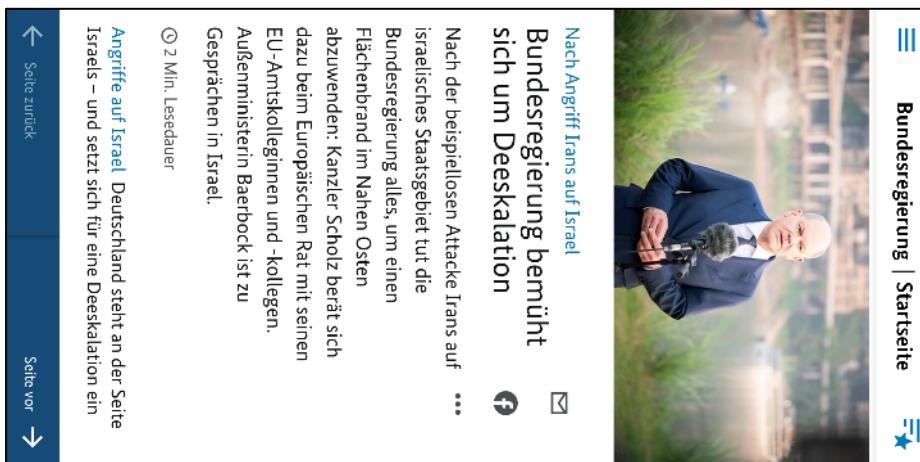 Bundesregierung | Startseite
Nach Angriff Irans auf Israel
Bundesregierung bemüht
sich um Deeskalation
Nach der beispiellosen Attacke Irans auf
israelisches Staatsgebiet tut die
Bundesregierung alles, um einen
Flächenbrand im Nahen Osten
abzuwenden: Kanzler Scholz berät sich
dazu beim Europäischen Rat mit seinen
EU-Amtskolleginnen und -kollegen.
Außenministerin Baerbock ist zu
Gesprächen in Israel.
2 Min. Lesedauer
Angriffe auf Israel Deutschland steht an der Seite
Israels – und setzt sich für eine Deeskalation ein
Seite zurück
Seite vor